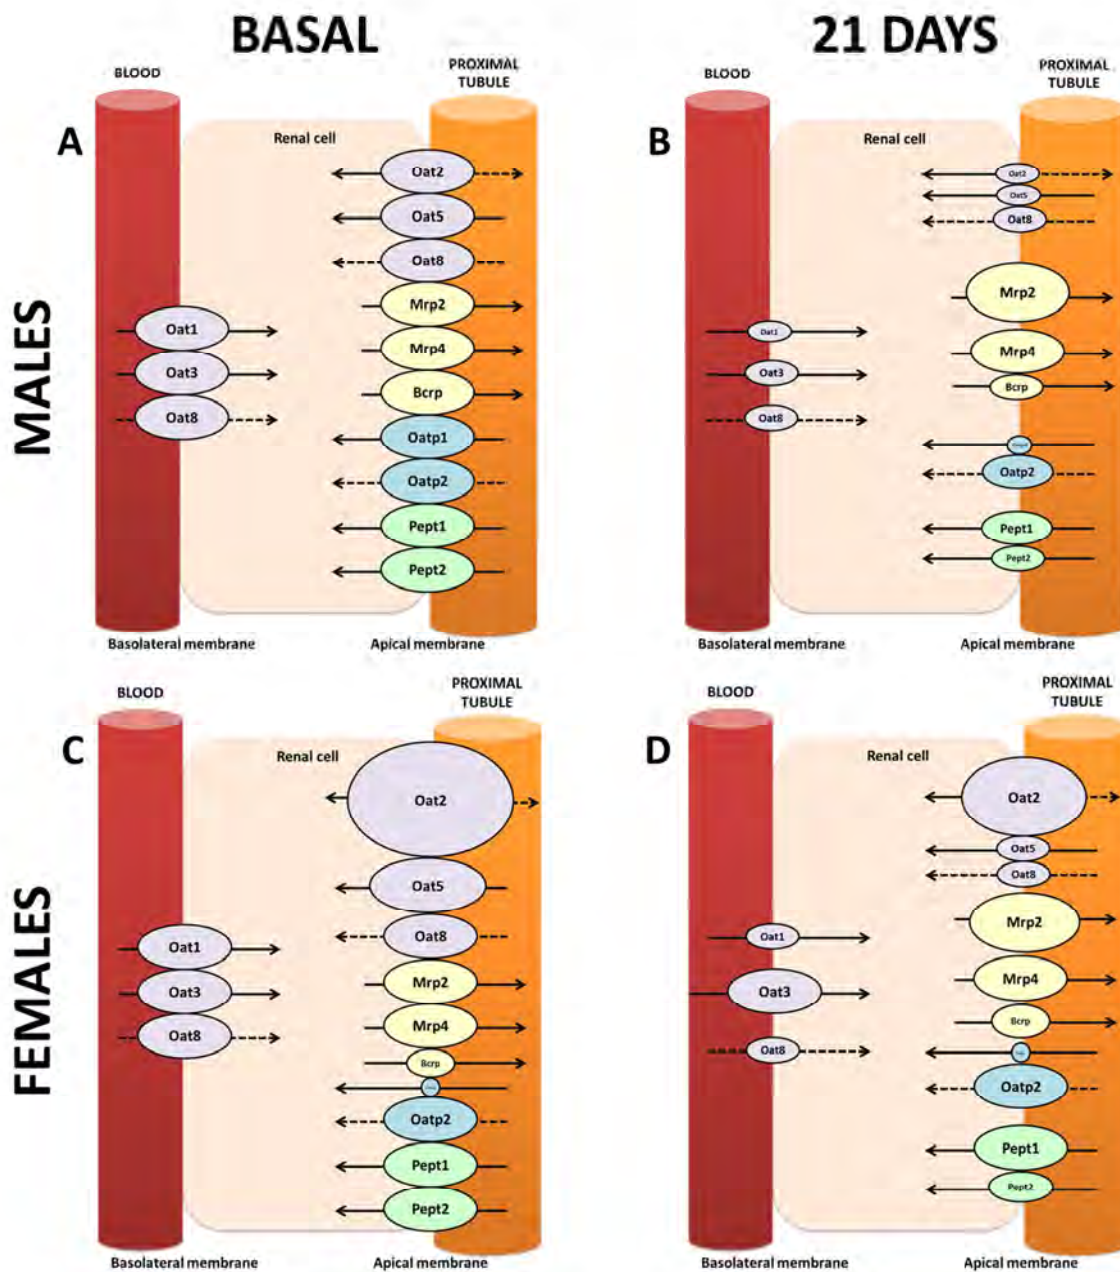 BASAL
21 DAYS
MALES
A
BLOOD
PROXIMAL
TUBULE
Renal cell
Oat2
Oat5
Oat8
Mrp2
Oat1
Mrp4
Oat3
Bcrp
Oat8
Oatp1
Oatp2
Pept1
Pept2
Basolateral membrane
Apical membrane
B
BLOOD
PROXIMAL
TUBULE
Renal cell
Oat2
Oat5
Oat8
Mrp2
Oat1
Mrp4
Oat3
Bcrp
Oat8
Oatp2
Pept1
Pept2
Basolateral membrane
Apical membrane
FEMALES
C
BLOOD
PROXIMAL
TUBULE
Renal cell
Oat2
Oat5
Oat8
Oat1
Mrp2
Oat3
Mrp4
Oat8
Bcrp
Oatp2
Pept1
Pept2
Basolateral membrane
Apical membrane
D
BLOOD
PROXIMAL
TUBULE
Renal cell
Oat2
Oat5
Oat8
Mrp2
Oat1
Mrp4
Oat3
Bcrp
Oat8
Oatp2
Pept1
Pept2
Basolateral membrane
Apical membrane